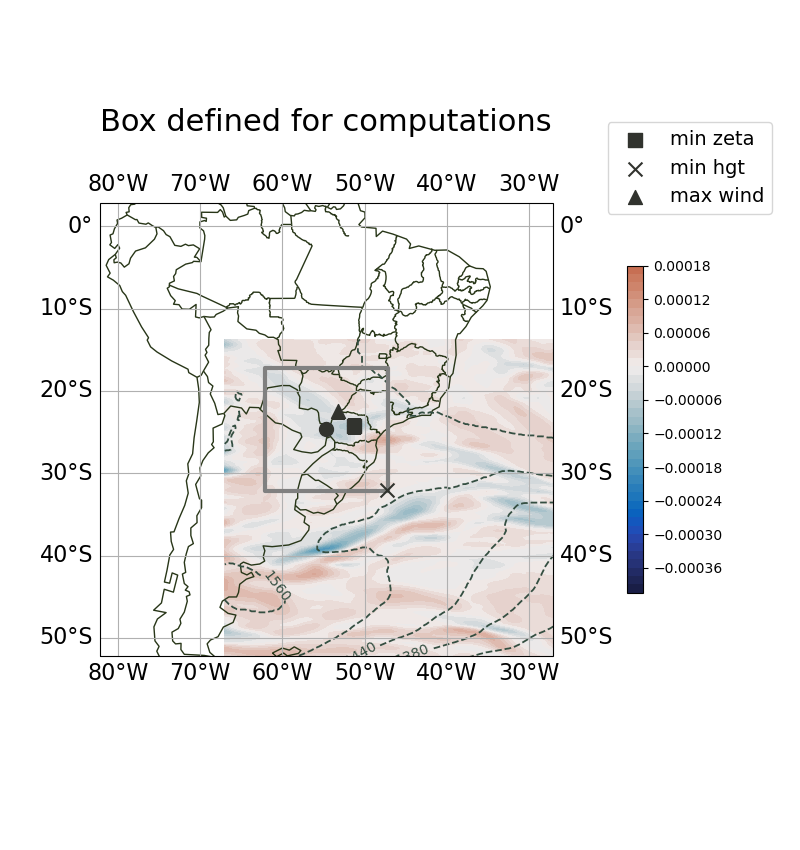 Box defined for computations
min zeta
min hgt
max wind
80°W 70°W 60°W 50°W 40°W 30°W
0° 0°
10°S 10°S
20°S 20°S
30°S 30°S
40°S 40°S
50°S 50°S
80°W 70°W 60°W 50°W 40°W 30°W
1560
440
380
0.00018
0.00012
0.00006
0.00000
−0.00006
−0.00012
−0.00018
−0.00024
−0.00030
−0.00036